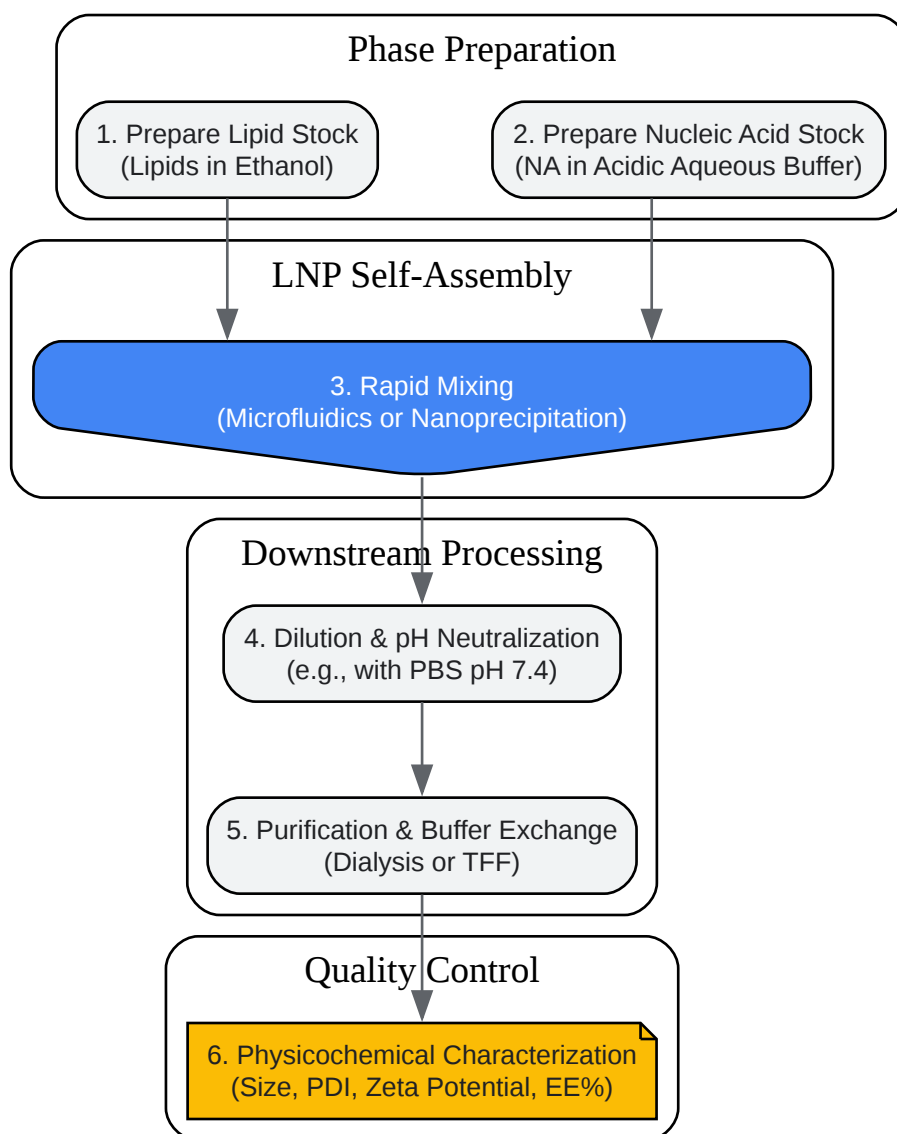 Phase Preparation
1. Prepare Lipid Stock
(Lipids in Ethanol)
2. Prepare Nucleic Acid Stock
(NA in Acidic Aqueous Buffer)
LNP Self-Assembly
3. Rapid Mixing
(Microfluidics or Nanoprecipitation)
Downstream Processing
4. Dilution & pH Neutralization
(e.g., with PBS pH 7.4)
5. Purification & Buffer Exchange
(Dialysis or TFF)
Quality Control
6. Physicochemical Characterization
(Size, PDI, Zeta Potential, EE%)